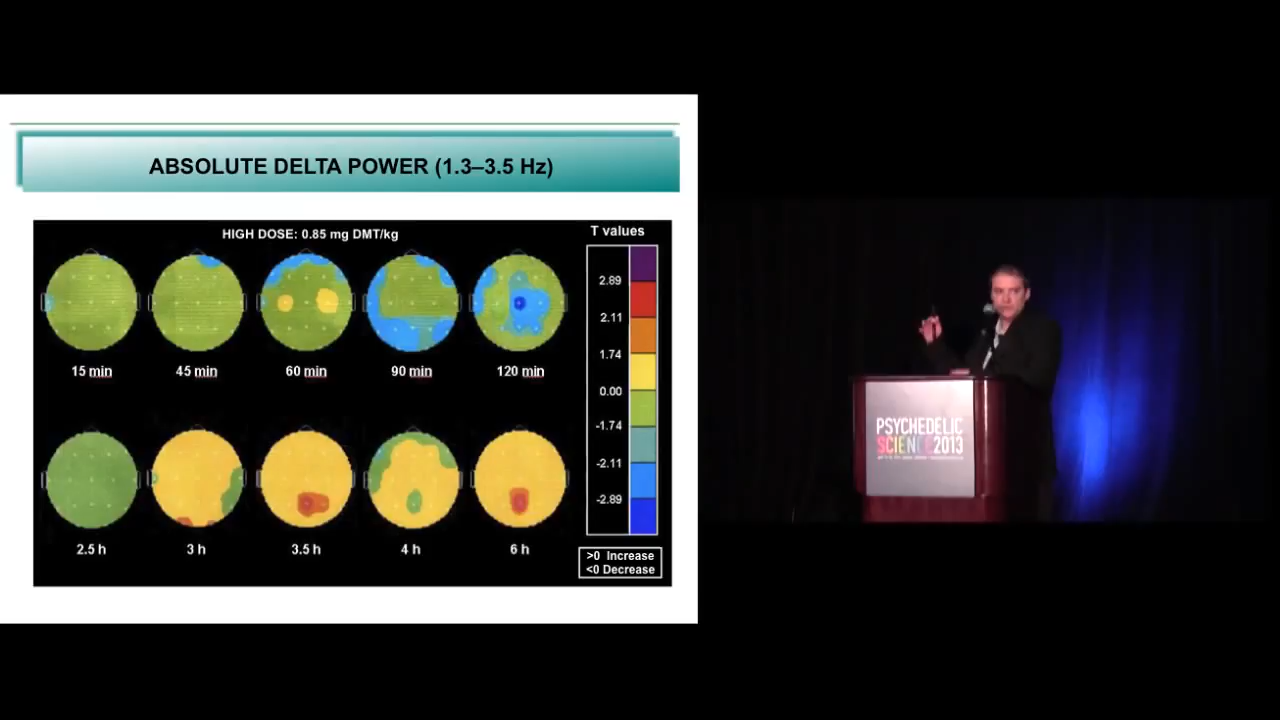 ABSOLUTE DELTA POWER (1.3–3.5 Hz)
HIGH DOSE: 0.85 mg DMT/kg
T values
2.89
2.11
1.74
0.00
-1.74
-2.11
-2.89
15 min
45 min
60 min
90 min
120 min
2.5 h
3 h
3.5 h
4 h
6 h
>0 Increase
<0 Decrease
PSYCHEDELIC
SCIENCE2013